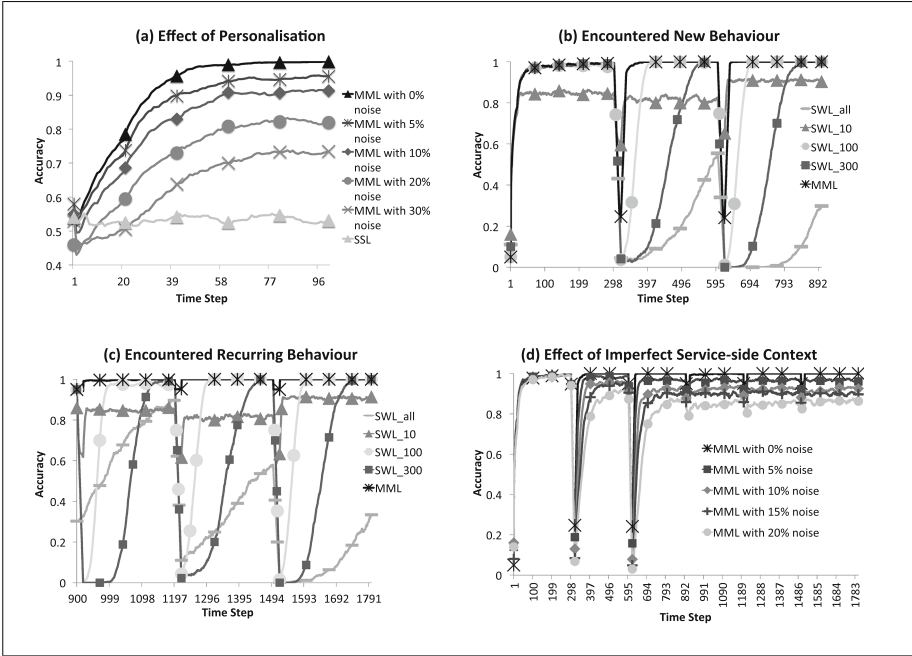 (a) Effect of Personalisation
Accuracy
1
0.9
0.8
0.7
0.6
0.5
0.4
1 20 39 58 77 96
Time Step
MML with 0% noise
MML with 5% noise
MML with 10% noise
MML with 20% noise
MML with 30% noise
SSL
(b) Encountered New Behaviour
Accuracy
1
0.8
0.6
0.4
0.2
0
1 100 199 298 397 496 595 694 793 892
Time Step
SWL_all
SWL_10
SWL_100
SWL_300
MML
(c) Encountered Recurring Behaviour
Accuracy
1
0.8
0.6
0.4
0.2
0
900 999 1098 1197 1296 1395 1494 1593 1692 1791
Time Step
SWL_all
SWL_10
SWL_100
SWL_300
MML
(d) Effect of Imperfect Service-side Context
Accuracy
1
0.8
0.6
0.4
0.2
0
1 100 199 298 397 496 595 694 793 892 991 1090 1189 1288 1387 1486 1585 1684 1783
Time Step
MML with 0% noise
MML with 5% noise
MML with 10% noise
MML with 15% noise
MML with 20% noise